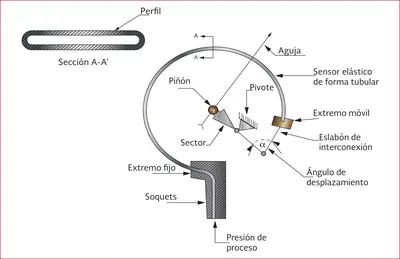 Perfil
Sección A-A'
A
A'
Aguja
Sensor elástico
de forma tubular
Piñón
Pivote
Extremo móvil
Sector
Eslabón de
interconexión
α
Extremo fijo
Ángulo de
desplazamiento
Soquets
Presión de
proceso